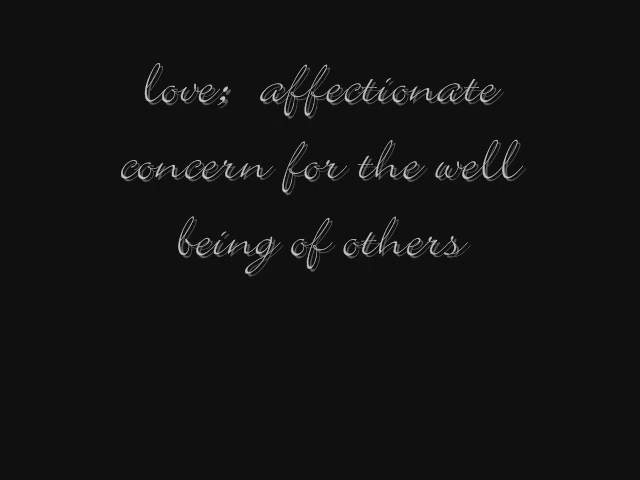 love; affectionate
concern for the well
being of others